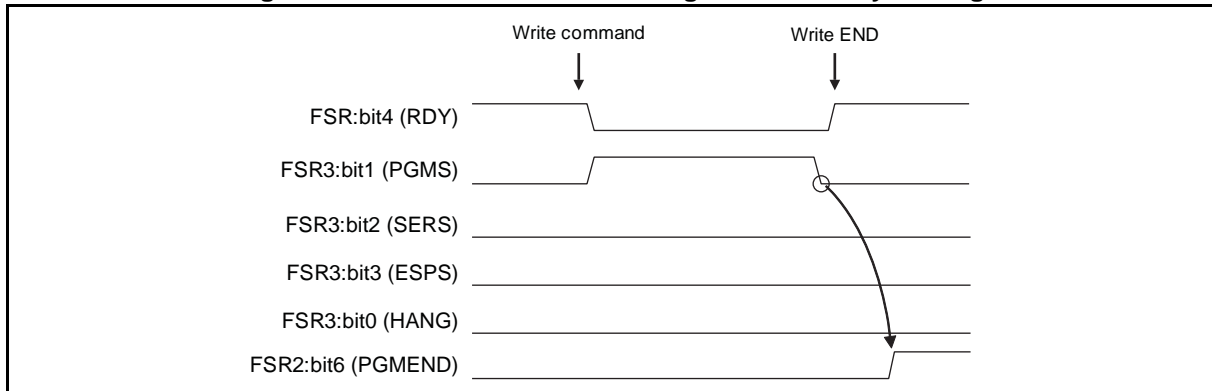 Write command Write END
FSR:bit4 (RDY)
FSR3:bit1 (PGMS)
FSR3:bit2 (SERS)
FSR3:bit3 (ESPS)
FSR3:bit0 (HANG)
FSR2:bit6 (PGMEND)